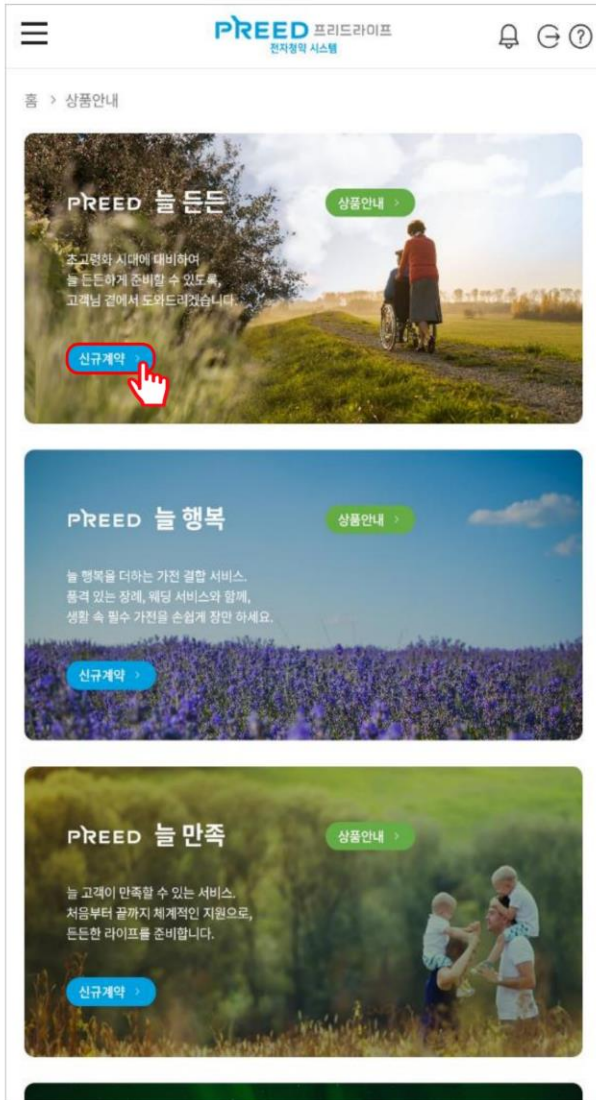 PREED 프리드라이프
전자청약 시스템
홈 > 상품안내
PREED 늘 든든
상품안내 >
초고령화 시대에 대비하여
늘 든든하게 준비할 수 있도록,
고객님 곁에서 도와드리겠습니다.
신규계약 >
PREED 늘 행복
상품안내 >
늘 행복을 더하는 가전 결합 서비스.
품격 있는 장례, 웨딩 서비스와 함께,
생활 속 필수 가전을 손쉽게 장만 하세요.
신규계약 >
PREED 늘 만족
상품안내 >
늘 고객이 만족할 수 있는 서비스.
처음부터 끝까지 체계적인 지원으로,
든든한 라이프를 준비합니다.
신규계약 >